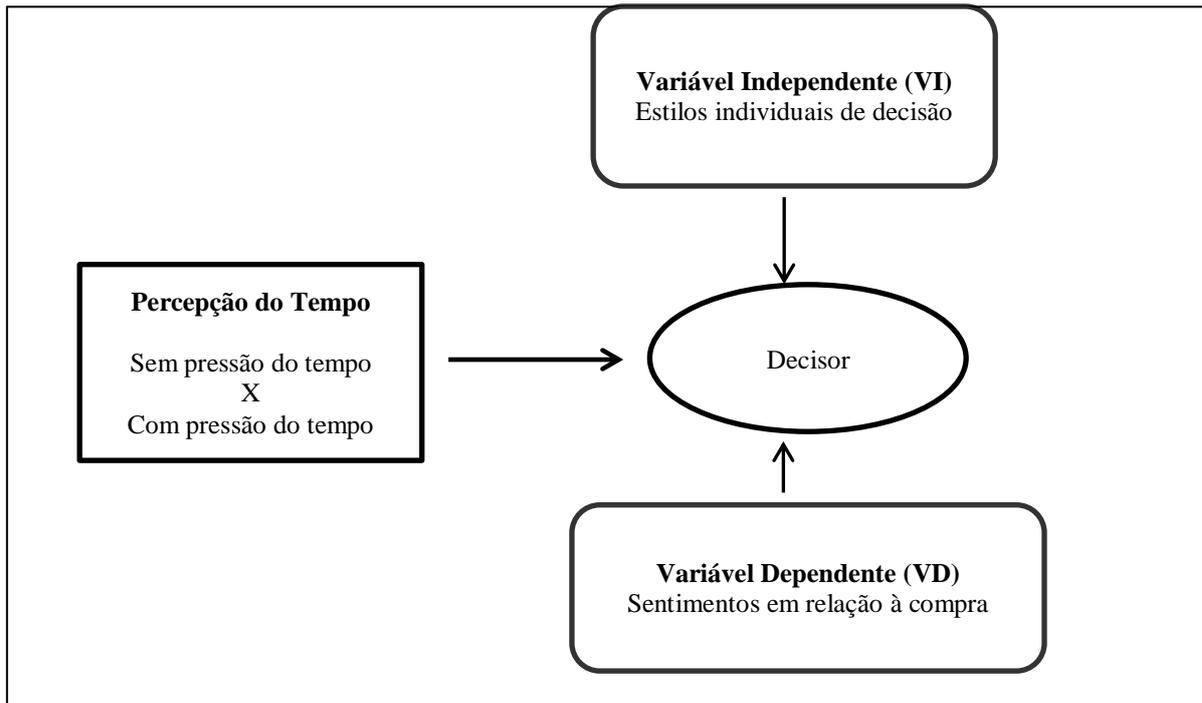 Variável Independente (VI)
Estilos individuais de decisão
Percepção do Tempo
Sem pressão do tempo
X
Com pressão do tempo
Decisor
Variável Dependente (VD)
Sentimentos em relação à compra